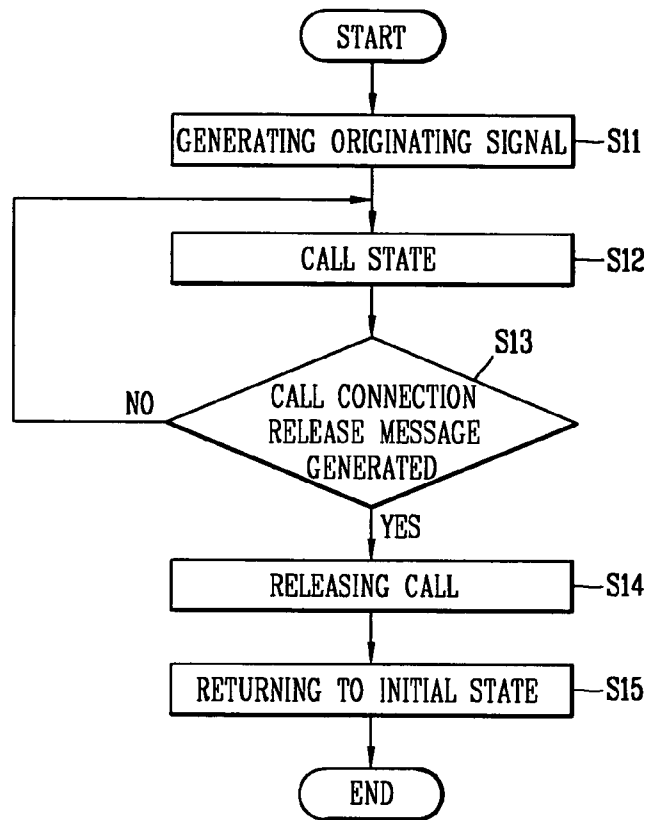 START
GENERATING ORIGINATING SIGNAL
S11
CALL STATE
S12
S13
CALL CONNECTION
RELEASE MESSAGE
GENERATED
NO
YES
RELEASING CALL
S14
RETURNING TO INITIAL STATE
S15
END